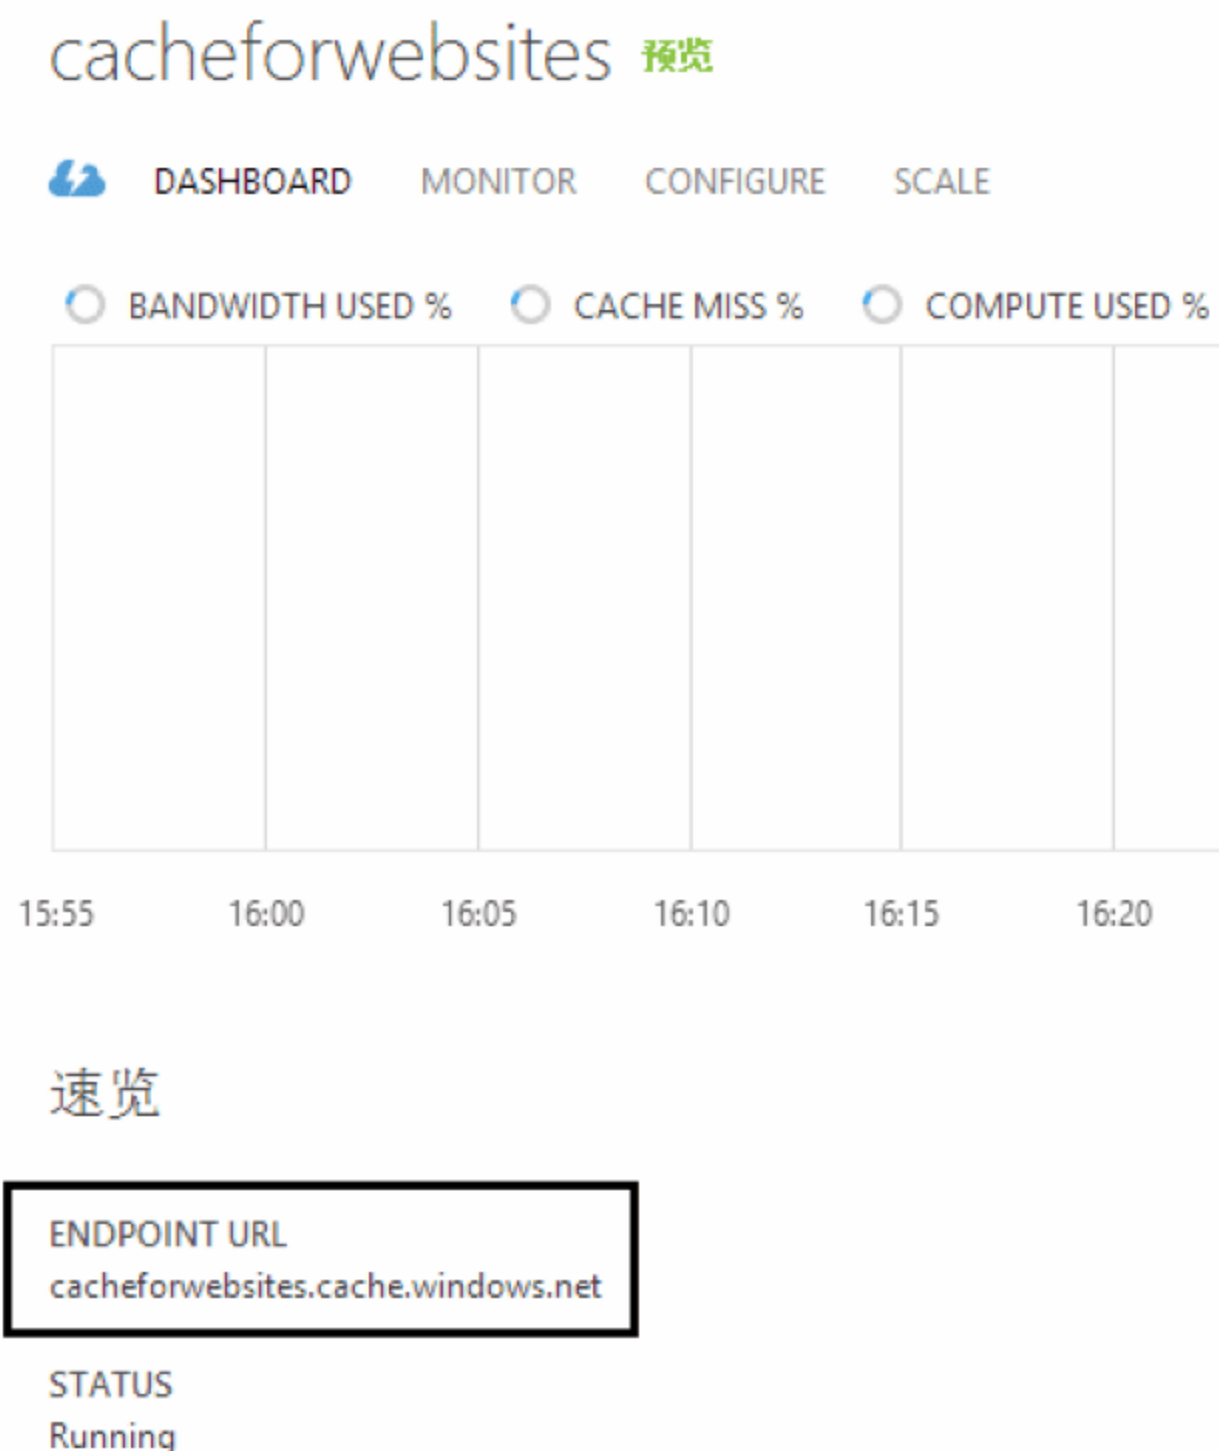 cacheforwebsites 预览
DASHBOARD MONITOR CONFIGURE SCALE
BANDWIDTH USED % CACHE MISS % COMPUTE USED %
15:55 16:00 16:05 16:10 16:15 16:20
速览
ENDPOINT URL
cacheforwebsites.cache.windows.net
STATUS
Running